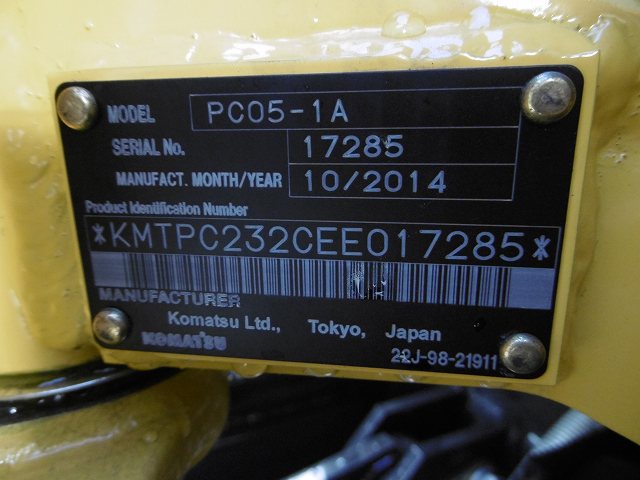 MODEL PC05-1A
SERIAL No. 17285
MANUFACT. MONTH/YEAR 10/2014
Product Identification Number
*KMTPC232CEE017285*
MANUFACTURER
Komatsu Ltd., Tokyo, Japan
KOMATSU 22J-98-21911